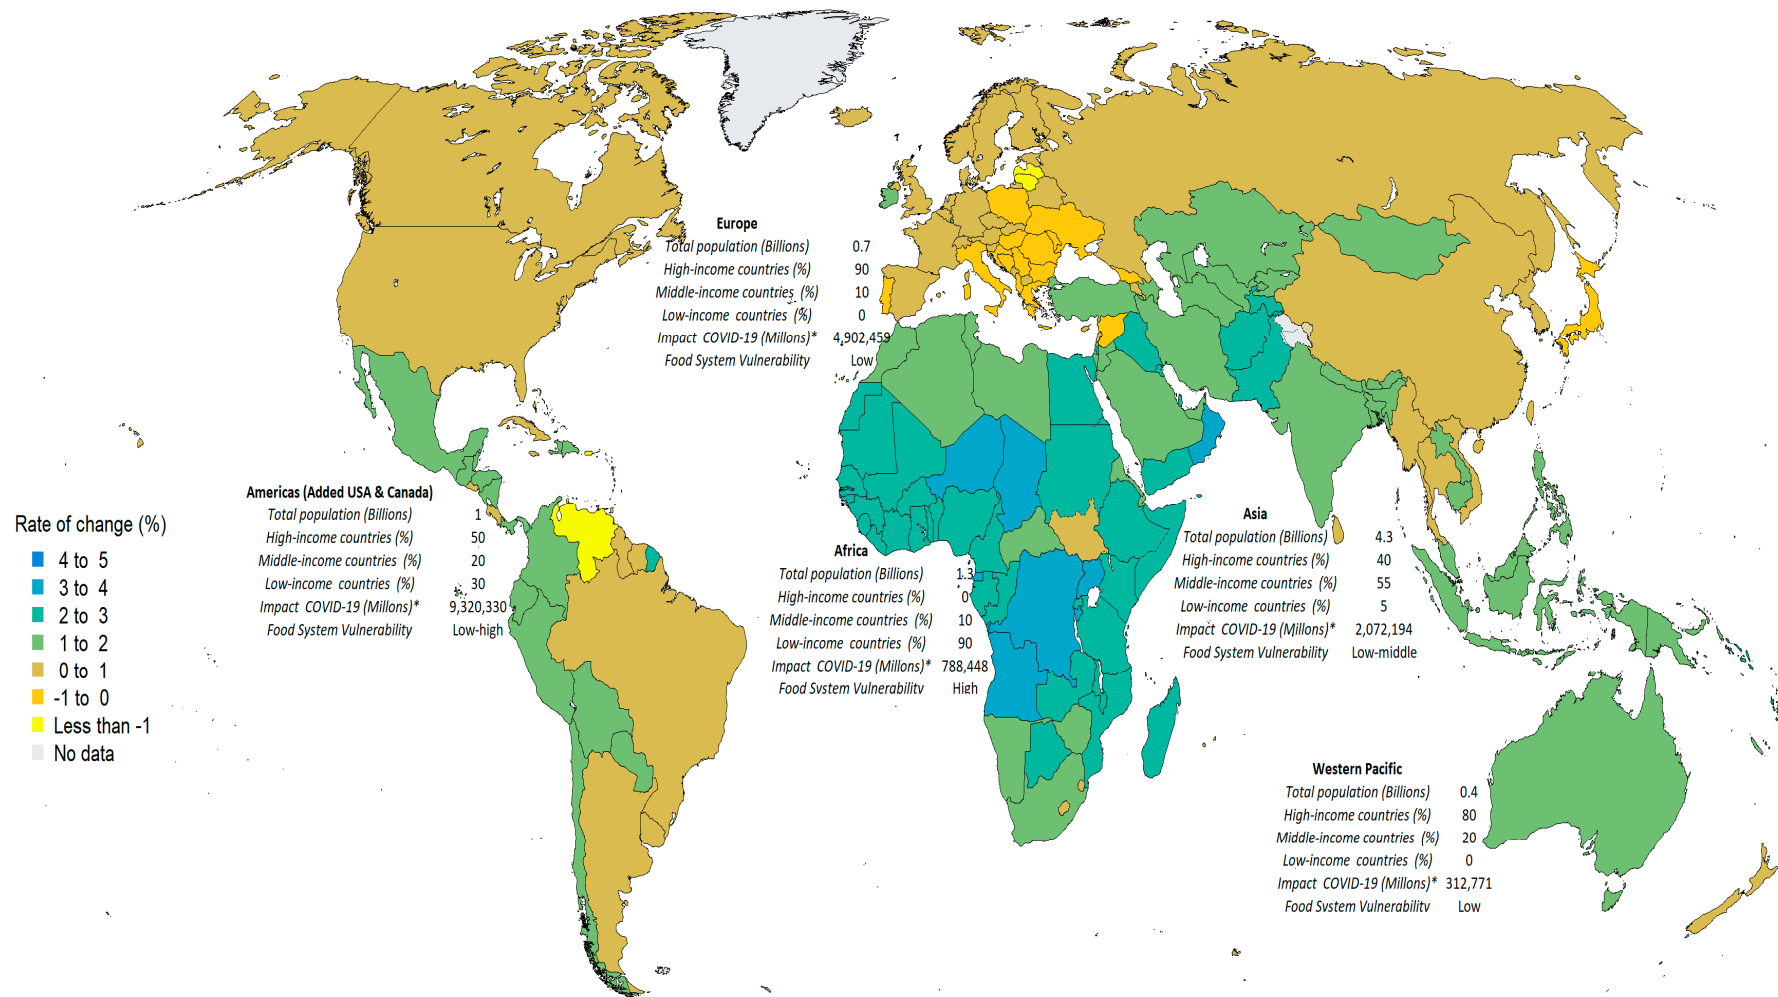 Europe
Total population (Billions) 0.7
High-income countries (%) 90
Middle-income countries (%) 10
Low-income countries (%) 0
Impact COVID-19 (Millons)* 4,902,459
Food System Vulnerability Low
Americas (Added USA & Canada)
Total population (Billions) 1
High-income countries (%) 50
Middle-income countries (%) 20
Low-income countries (%) 30
Impact COVID-19 (Millons)* 9,320,330
Food System Vulnerability Low-high
Rate of change (%)
4 to 5
3 to 4
2 to 3
1 to 2
0 to 1
-1 to 0
Less than -1
No data
Africa
Total population (Billions) 1.3
High-income countries (%) 0
Middle-income countries (%) 10
Low-income countries (%) 90
Impact COVID-19 (Millons)* 788,448
Food System Vulnerability High
Asia
Total population (Billions) 4.3
High-income countries (%) 40
Middle-income countries (%) 55
Low-income countries (%) 5
Impact COVID-19 (Millons)* 2,072,194
Food System Vulnerability Low-middle
Western Pacific
Total population (Billions) 0.4
High-income countries (%) 80
Middle-income countries (%) 20
Low-income countries (%) 0
Impact COVID-19 (Millons)* 312,771
Food System Vulnerability Low